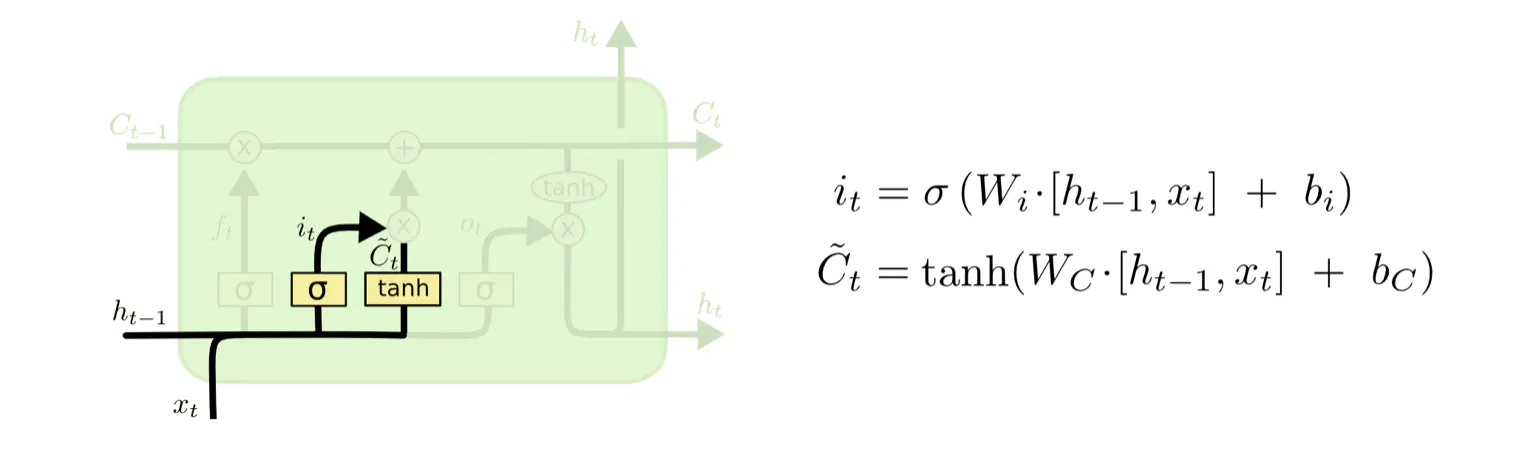 h_t
C_{t-1}
C_t
x
+
tanh
f_t
i_t
x
o_t
x
C̃_t
σ
σ
tanh
σ
h_{t-1}
h_t
x_t
i_t = σ (W_i·[h_{t-1}, x_t] + b_i)
C̃_t = tanh(W_C·[h_{t-1}, x_t] + b_C)